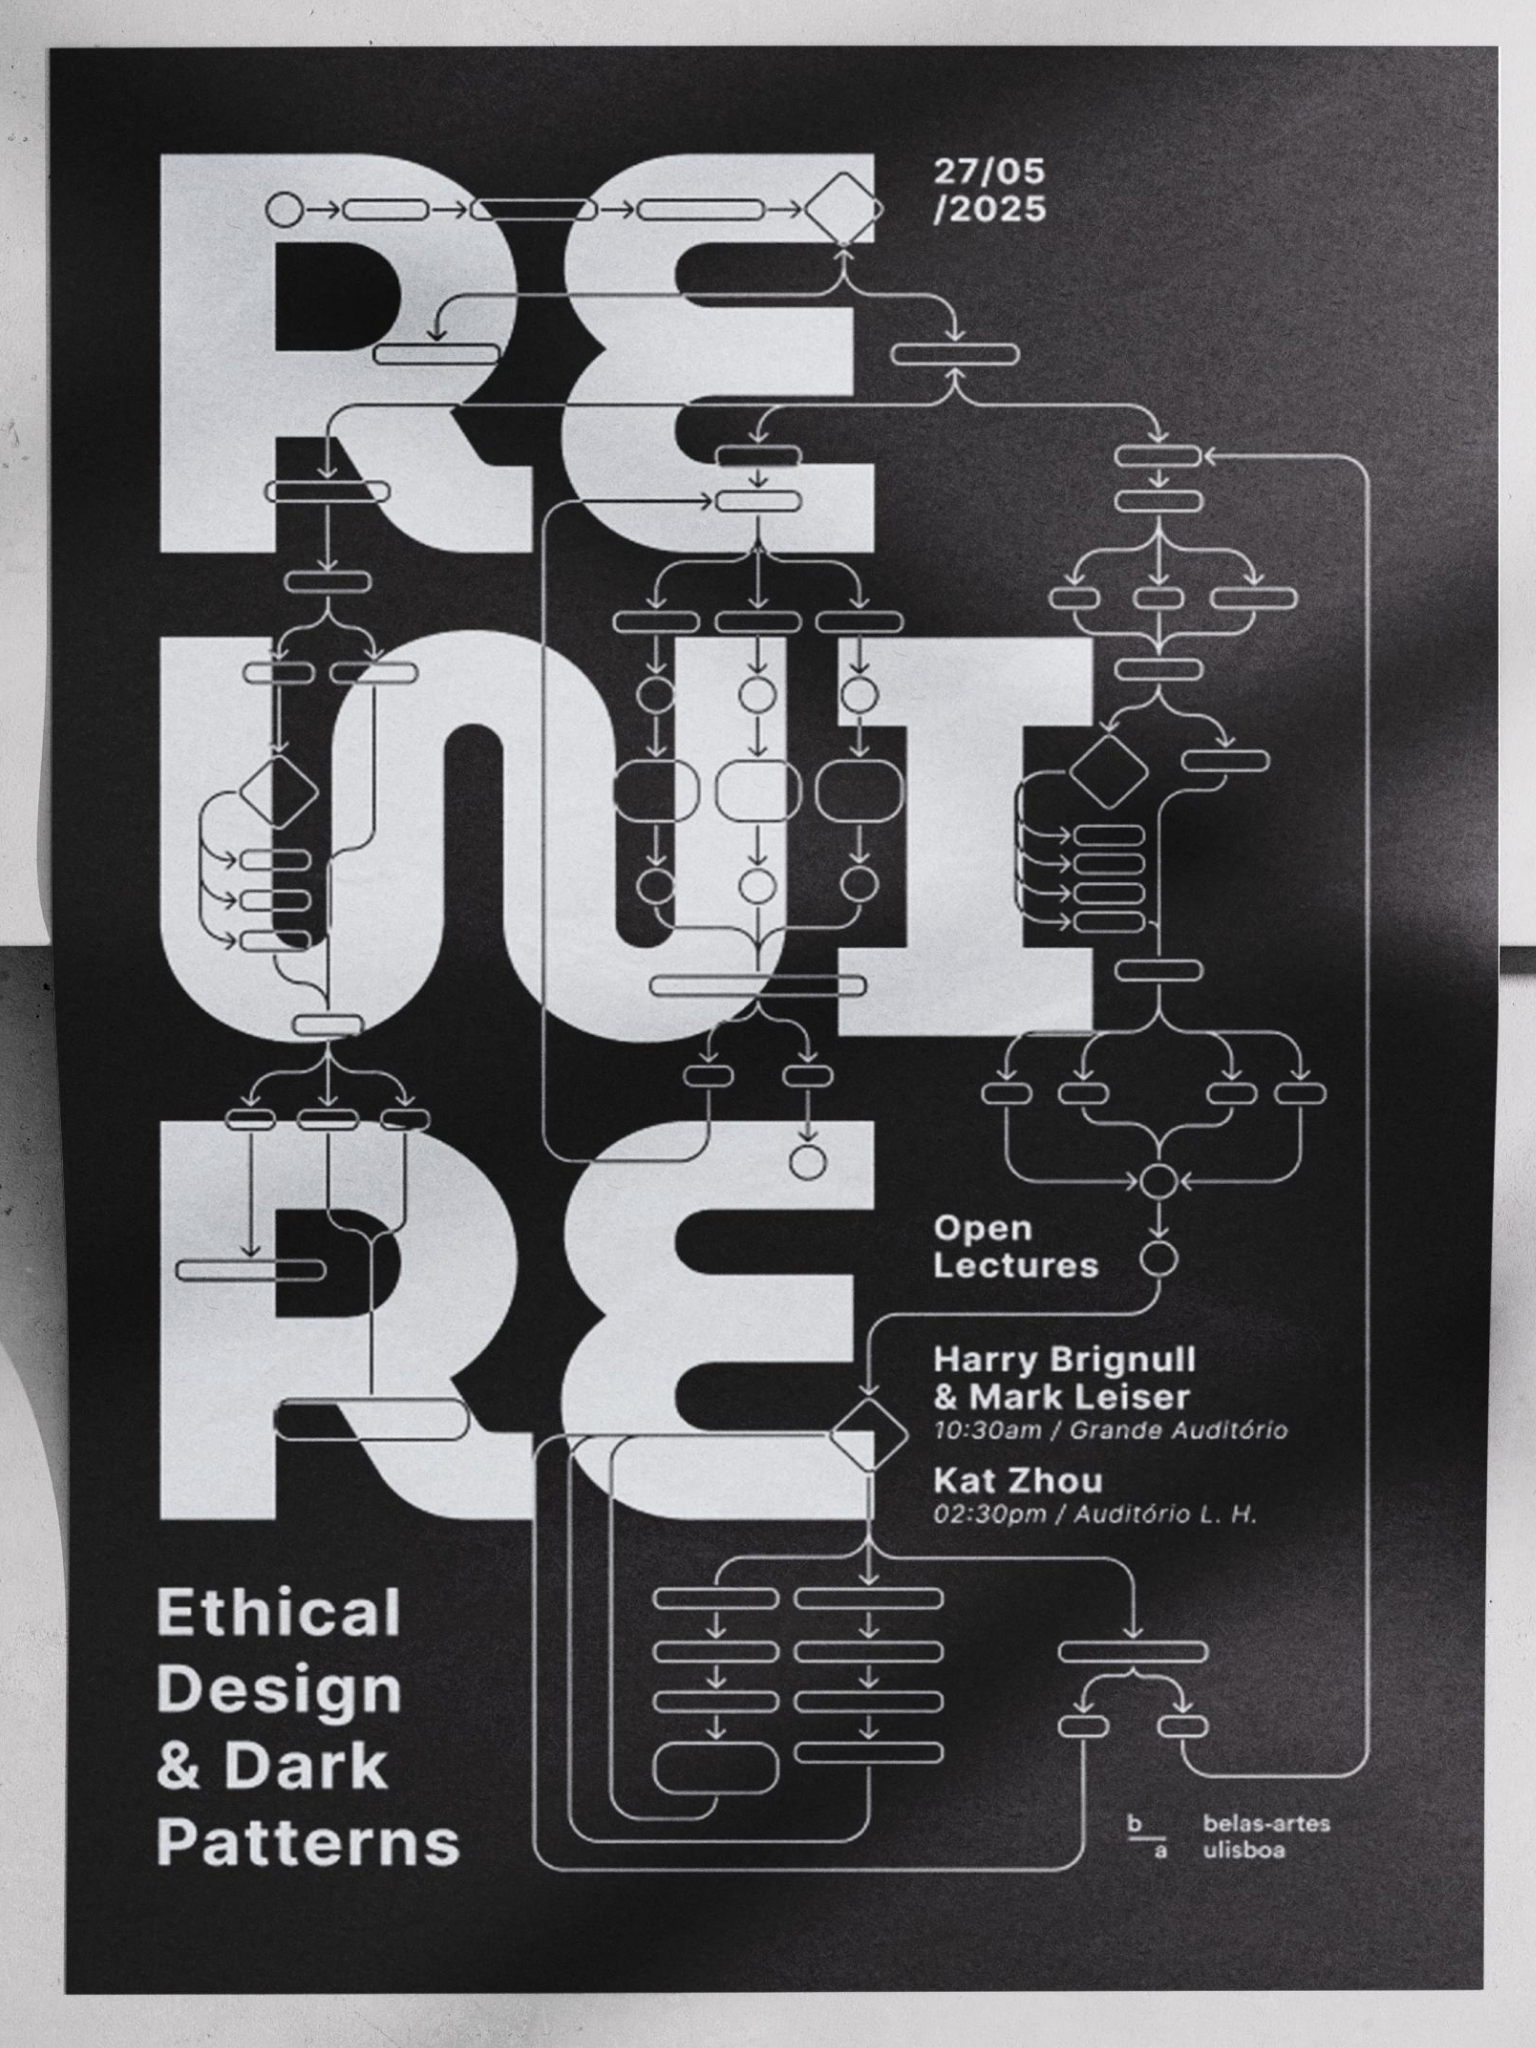 RE
WI
RE
27/05
/2025
Open
Lectures
Harry Brignull
& Mark Leiser
10:30am / Grande Auditório
Kat Zhou
02:30pm / Auditório L. H.
Ethical
Design
& Dark
Patterns
b
a
belas-artes
ulisboa